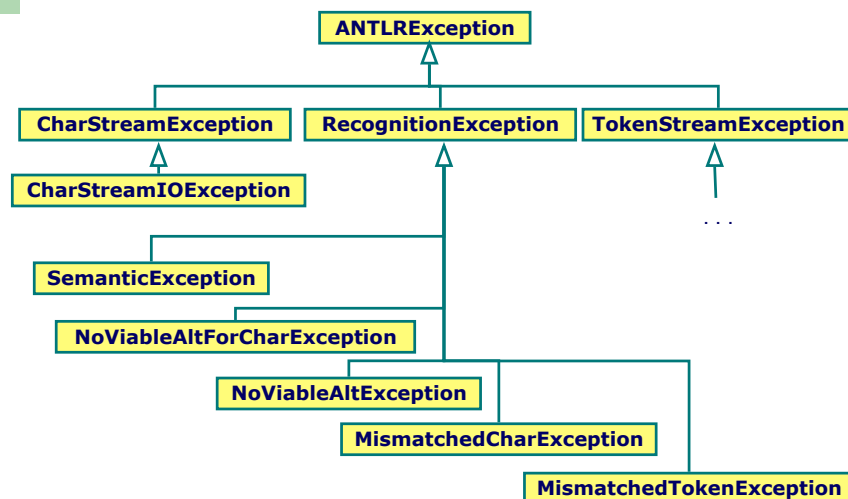 ANTLRException
CharStreamException
RecognitionException
TokenStreamException
CharStreamIOException
. . .
SemanticException
NoViableAltForCharException
NoViableAltException
MismatchedCharException
MismatchedTokenException